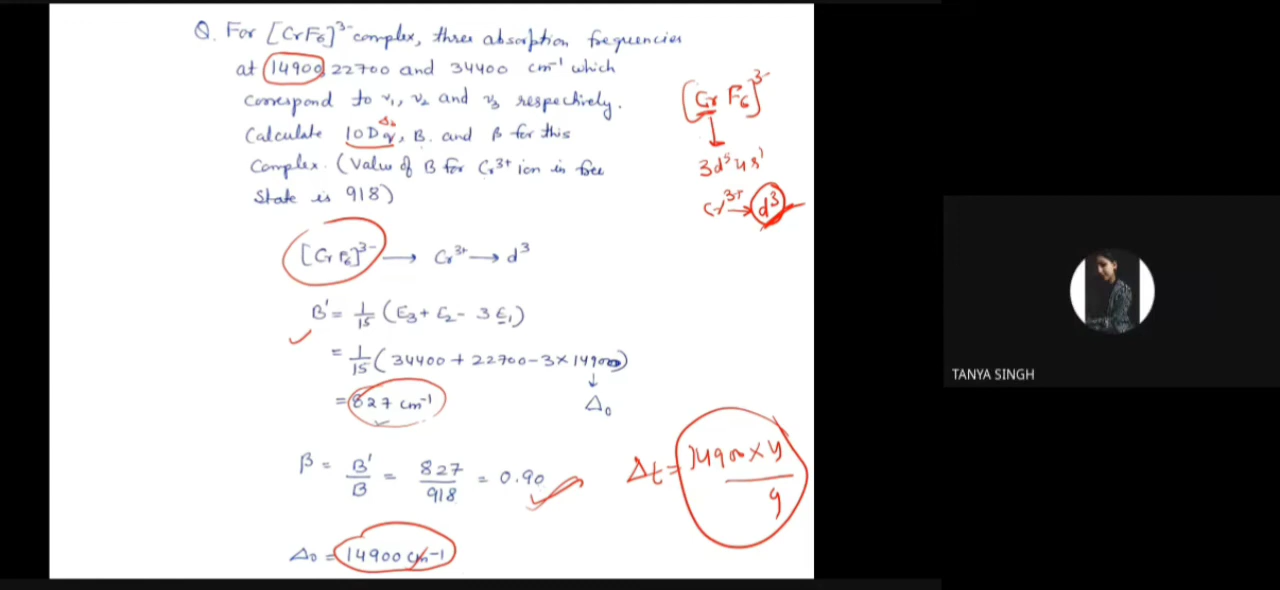 Q. For [CrF6]³⁻ complex, three absorption frequencies
at 14900, 22700 and 34400 cm⁻¹ which
correspond to ν₁, ν₂ and ν₃ respectively.
Δ₀
Calculate 10Dq, B. and β for this
complex. (Value of B for Cr³⁺ ion in free
state is 918)
[CrF6]³⁻
3d⁵4s¹
Cr³⁺ → d³
[CrF6]³⁻ → Cr³⁺ → d³
B' = 1/15 (E₃ + E₂ - 3E₁)
= 1/15 (34400 + 22700 - 3×14900)
= 827 cm⁻¹
Δ₀
β = B'/B = 827/918 = 0.90
Δt = 14900 × 4 / 9
Δ₀ = 14900 cm⁻¹
TANYA SINGH